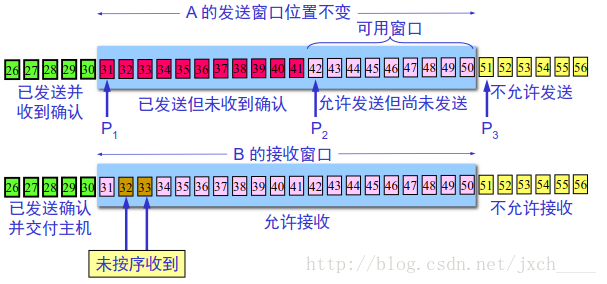 A 的发送窗口位置不变
可用窗口
26 27 28 29 30 31 32 33 34 35 36 37 38 39 40 41 42 43 44 45 46 47 48 49 50 51 52 53 54 55 56
已发送并
收到确认
已发送但未收到确认
允许发送但尚未发送
不允许发送
P1
P2
P3
B 的接收窗口
26 27 28 29 30 31 32 33 34 35 36 37 38 39 40 41 42 43 44 45 46 47 48 49 50 51 52 53 54 55 56
已发送确认
并交付主机
允许接收
不允许接收
未按序收到
http://blog.csdn.net/jxch____